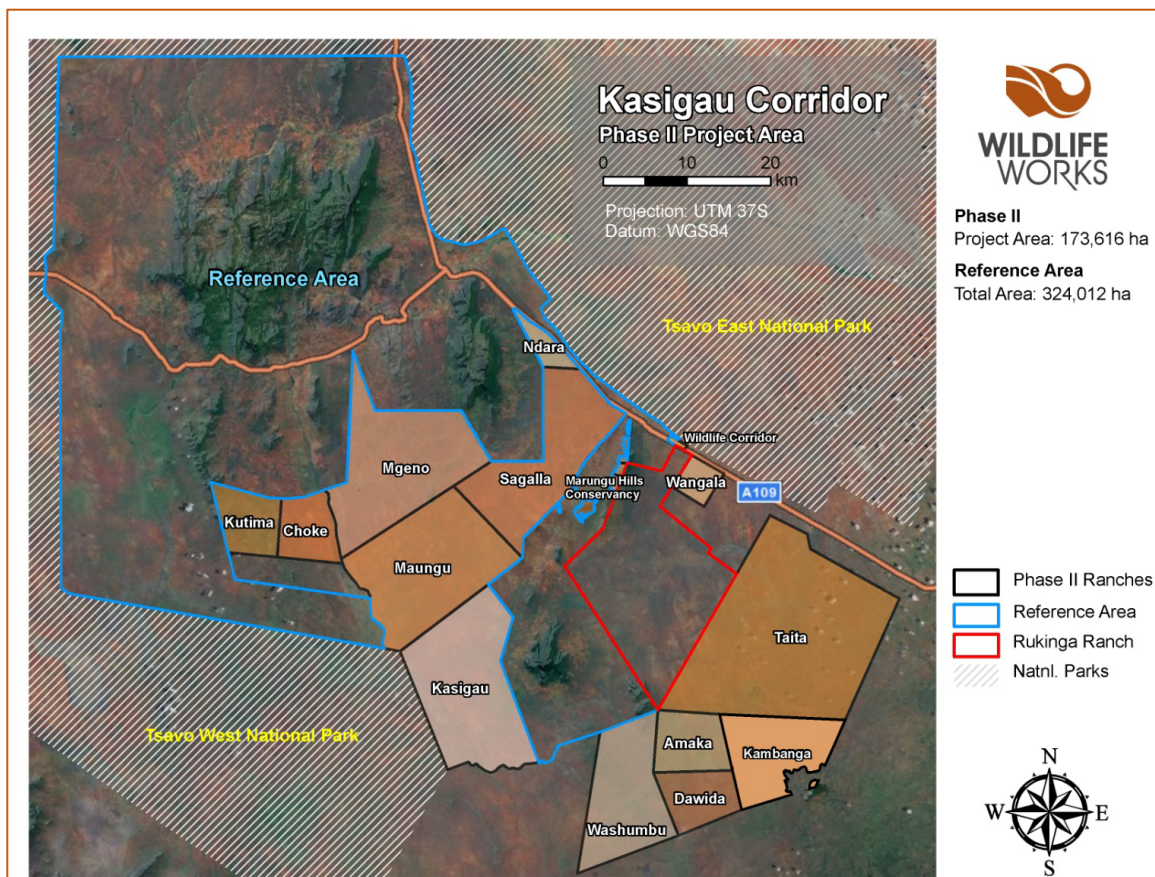 Kasigau Corridor
Phase II Project Area
0 10 20
km
Projection: UTM 37S
Datum: WGS84
WILDLIFE
WORKS
Phase II
Project Area: 173,616 ha
Reference Area
Total Area: 324,012 ha
Reference Area
Tsavo East National Park
Ndara
Wildlife Corridor
Mgeno
Sagalla
Marungu Hills
Conservancy
Wangala
A109
Kutima
Choke
Maungu
Taita
Kasigau
Tsavo West National Park
Amaka
Kambanga
Dawida
Washumbu
Phase II Ranches
Reference Area
Rukinga Ranch
Natnl. Parks
N
W
E
S